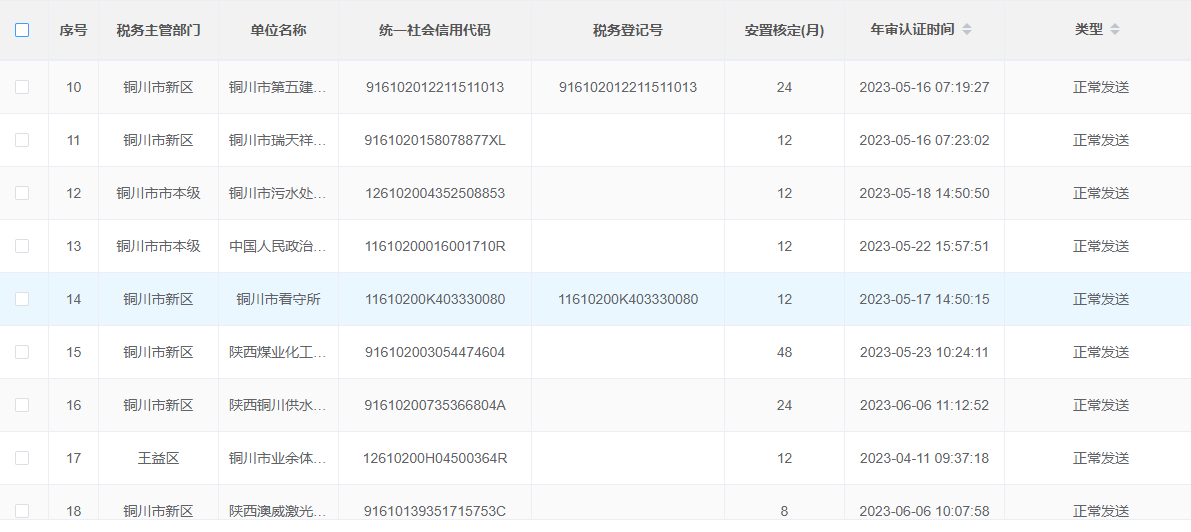 序号 税务主管部门 单位名称 统一社会信用代码 税务登记号 安置核定(月) 年审认证时间 类型
10 铜川市新区 铜川市第五建... 916102012211511013 916102012211511013 24 2023-05-16 07:19:27 正常发送
11 铜川市新区 铜川市瑞天祥... 9161020158078877XL 12 2023-05-16 07:23:02 正常发送
12 铜川市市本级 铜川市污水处... 126102004352508853 12 2023-05-18 14:50:50 正常发送
13 铜川市市本级 中国人民政治... 11610200016001710R 12 2023-05-22 15:57:51 正常发送
14 铜川市新区 铜川市看守所 11610200K403330080 11610200K403330080 12 2023-05-17 14:50:15 正常发送
15 铜川市新区 陕西煤业化工... 916102003054474604 48 2023-05-23 10:24:11 正常发送
16 铜川市新区 陕西铜川供水... 91610200735366804A 24 2023-06-06 11:12:52 正常发送
17 王益区 铜川市业余体... 12610200H04500364R 12 2023-04-11 09:37:18 正常发送
18 铜川市新区 陕西澳威激光... 91610139351715753C 8 2023-06-06 10:07:58 正常发送